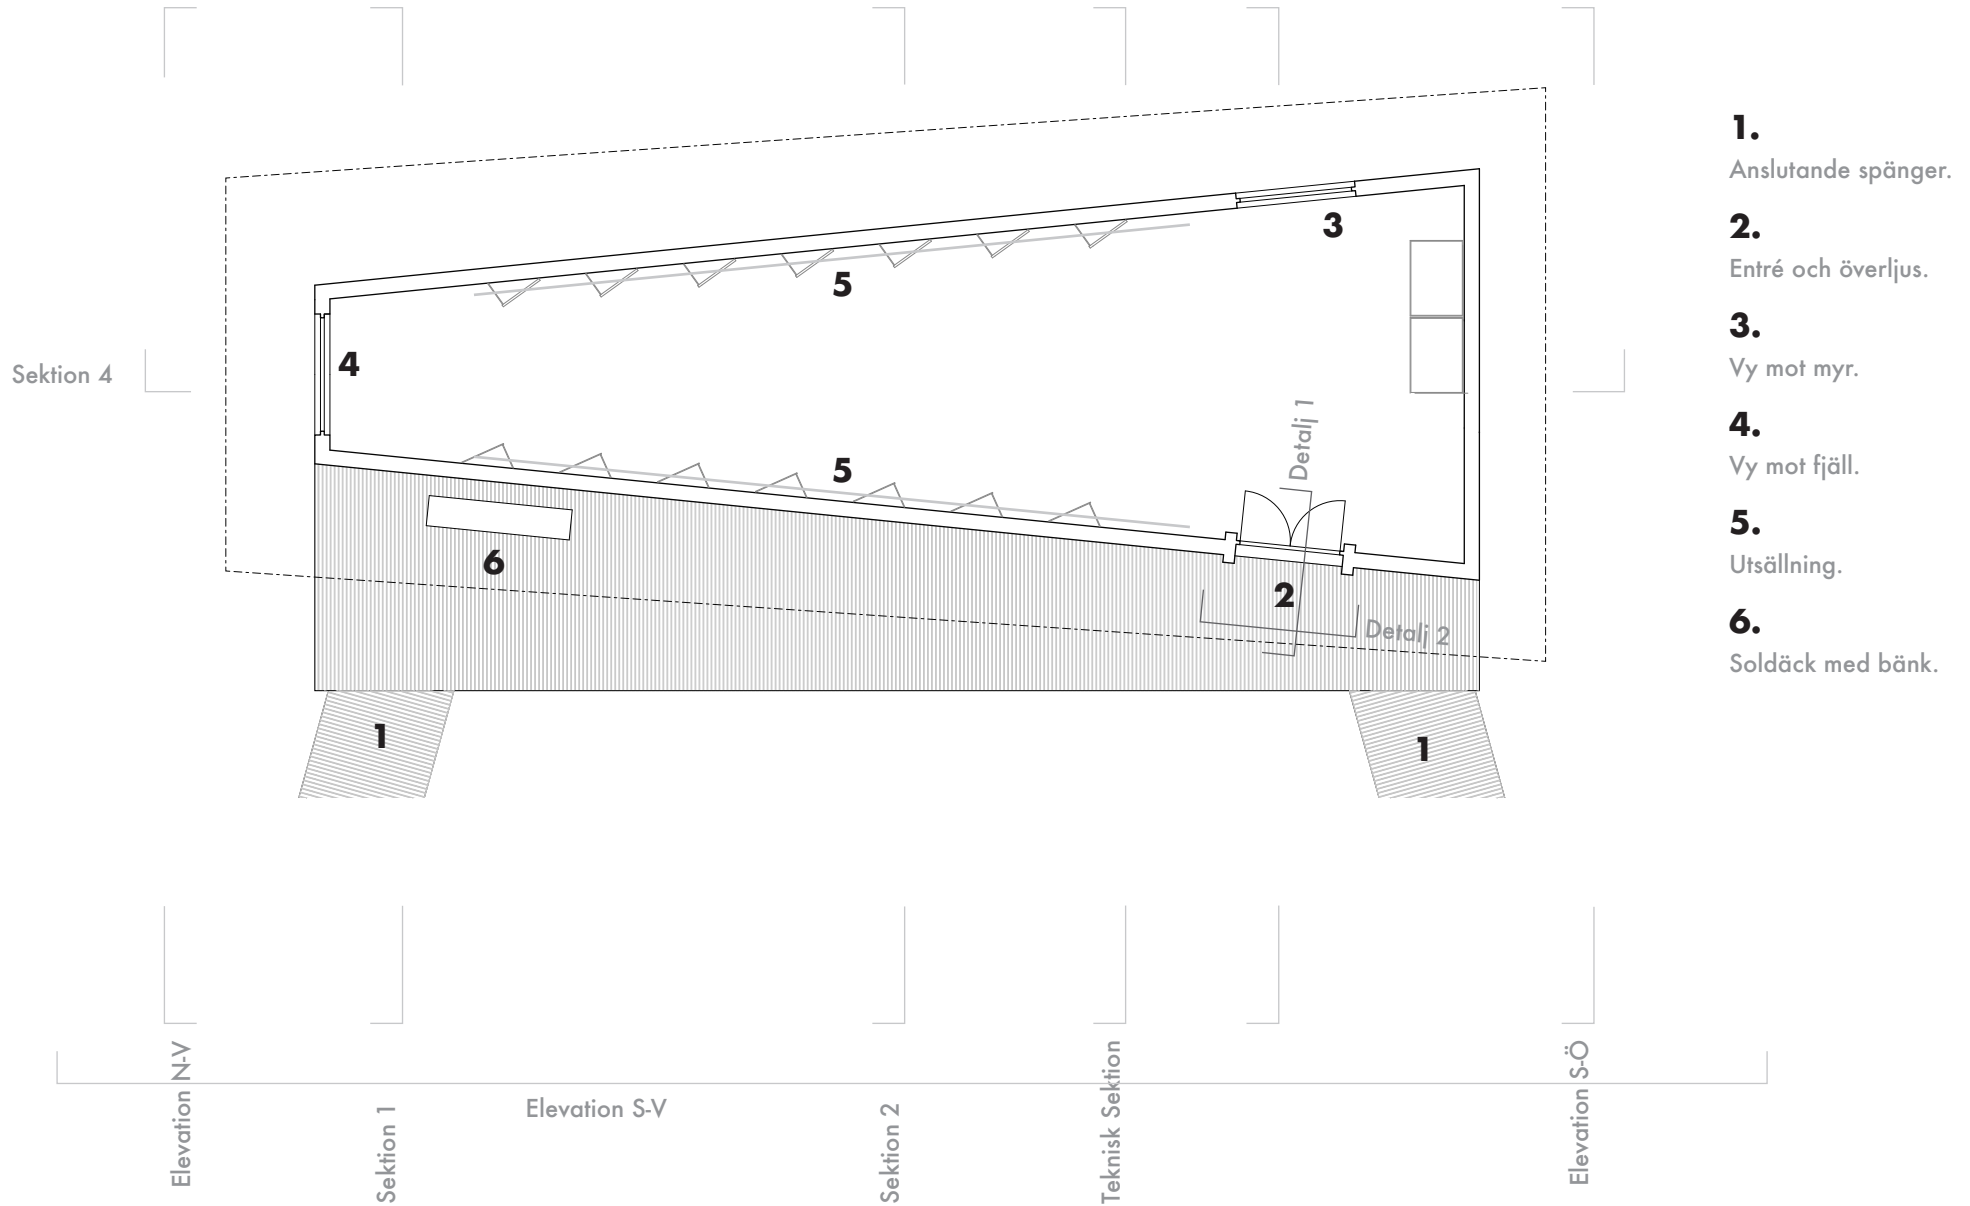 1.
Anslutande spänger.
2.
Entré och överljus.
3.
Vy mot myr.
4.
Vy mot fjäll.
5.
Utsällning.
6.
Soldäck med bänk.
3
5
4
Sektion 4
5
Detalj 1
6
2
Detalj 2
1
1
Elevation N-V
Sektion 1
Elevation S-V
Sektion 2
Teknisk Sektion
Elevation S-Ö